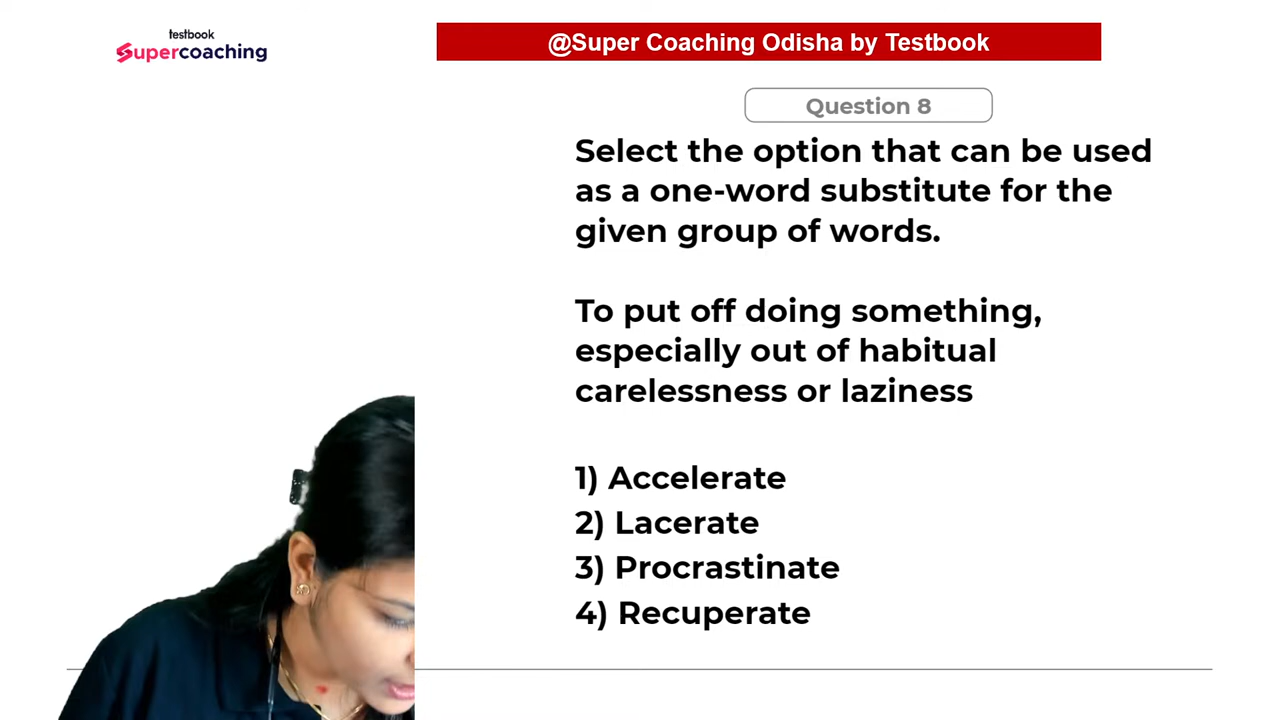 testbook
Supercoaching
@Super Coaching Odisha by Testbook
Question 8
Select the option that can be used
as a one-word substitute for the
given group of words.
To put off doing something,
especially out of habitual
carelessness or laziness
1) Accelerate
2) Lacerate
3) Procrastinate
4) Recuperate